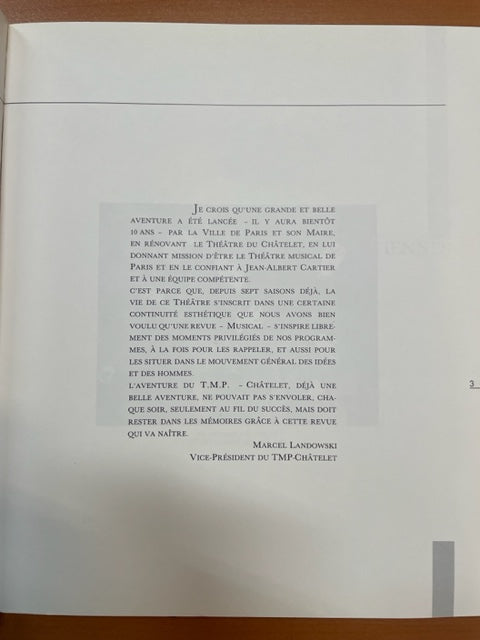 JE CROIS QU'UNE GRANDE ET BELLE
AVENTURE A ÉTÉ LANCÉE - IL Y AURA BIENTÔT
10 ANS - PAR LA VILLE DE PARIS ET SON MAIRE,
EN RÉNOVANT LE THÉÂTRE DU CHÂTELET, EN LUI
DONNANT MISSION D'ÊTRE LE THÉÂTRE MUSICAL DE
PARIS ET EN LE CONFIANT À JEAN-ALBERT CARTIER
ET À UNE ÉQUIPE COMPÉTENTE.
C'EST PARCE QUE, DEPUIS SEPT SAISONS DÉJÀ, LA
VIE DE CE THÉÂTRE S'INSCRIT DANS UNE CERTAINE
CONTINUITÉ ESTHÉTIQUE QUE NOUS AVONS BIEN
VOULU QU'UNE REVUE - MUSICAL - S'INSPIRE LIBRE-
MENT DES MOMENTS PRIVILÉGIÉS DE NOS PROGRAM-
MES, À LA FOIS POUR LES RAPPELER, ET AUSSI POUR
LES SITUER DANS LE MOUVEMENT GÉNÉRAL DES IDÉES
ET DES HOMMES.
L'AVENTURE DU T.M.P. - CHÂTELET, DÉJÀ UNE
BELLE AVENTURE, NE POUVAIT PAS S'ENVOLER, CHA-
QUE SOIR, SEULEMENT AU FIL DU SUCCÈS, MAIS DOIT
RESTER DANS LES MÉMOIRES GRÂCE À CETTE REVUE
QUI VA NAÎTRE.
MARCEL LANDOWSKI
VICE-PRÉSIDENT DU TMP-CHÂTELET
3